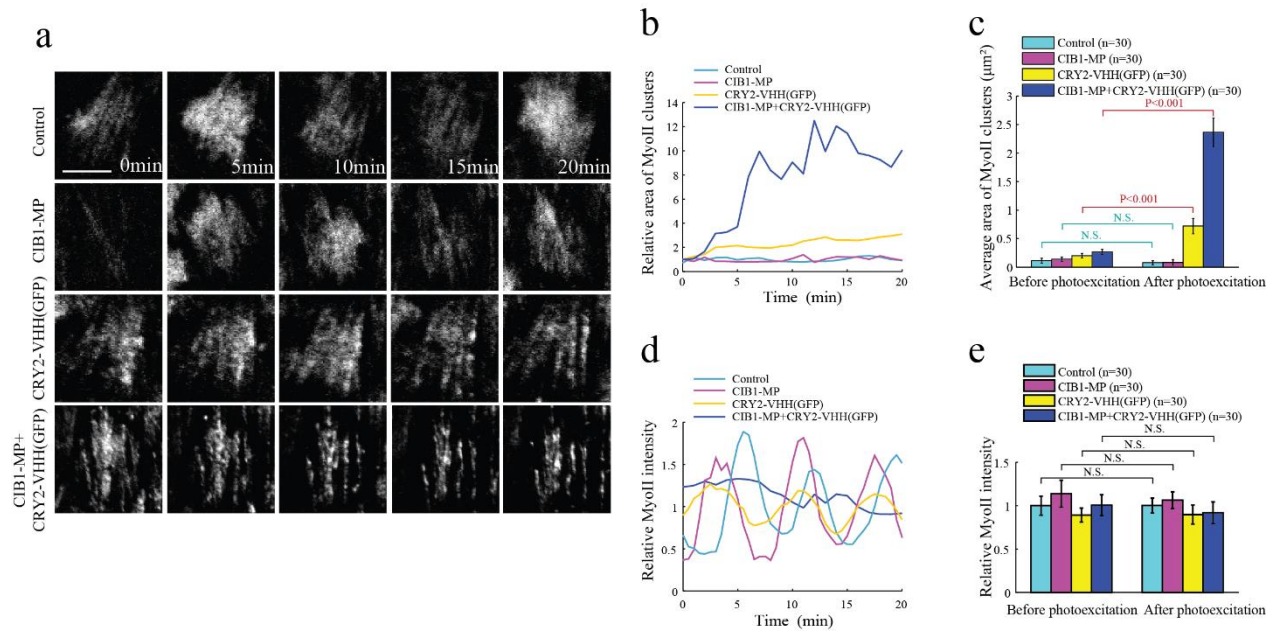 a
Control
0min
5min
10min
15min
20min
CIB1-MP
CRY2-VHH(GFP)
CIB1-MP+
CRY2-VHH(GFP)
b
Control
CIB1-MP
CRY2-VHH(GFP)
CIB1-MP+CRY2-VHH(GFP)
Relative area of MyoII clusters
14
12
10
8
6
4
2
0
0
5
10
15
20
Time (min)
c
Control (n=30)
CIB1-MP (n=30)
CRY2-VHH(GFP) (n=30)
CIB1-MP+CRY2-VHH(GFP) (n=30)
Average area of MyoII clusters (μm²)
3
2.5
2
1.5
1
0.5
0
P<0.001
P<0.001
N.S.
N.S.
Before photoexcitation
After photoexcitation
d
Control
CIB1-MP
CRY2-VHH(GFP)
CIB1-MP+CRY2-VHH(GFP)
Relative MyoII intensity
2
1.5
1
0.5
0
0
5
10
15
20
Time (min)
e
Control (n=30)
CIB1-MP (n=30)
CRY2-VHH(GFP) (n=30)
CIB1-MP+CRY2-VHH(GFP) (n=30)
N.S.
N.S.
N.S.
N.S.
Relative MyoII intensity
1.5
1
0.5
0
Before photoexcitation
After photoexcitation